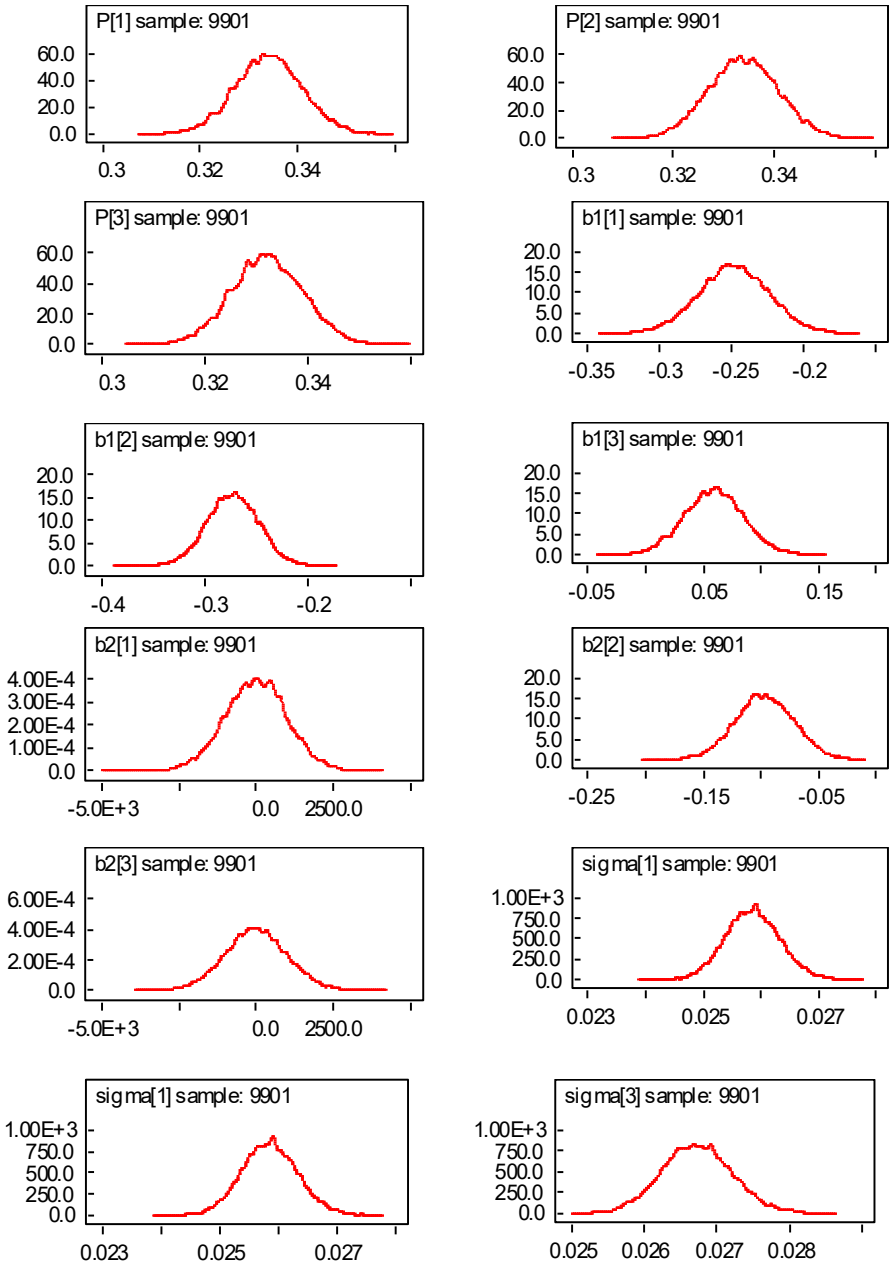 P[1] sample: 9901
60.0
40.0
20.0
0.0
0.3 0.32 0.34
P[2] sample: 9901
60.0
40.0
20.0
0.0
0.3 0.32 0.34
P[3] sample: 9901
60.0
40.0
20.0
0.0
0.3 0.32 0.34
b1[1] sample: 9901
20.0
15.0
10.0
5.0
0.0
-0.35 -0.3 -0.25 -0.2
b1[2] sample: 9901
20.0
15.0
10.0
5.0
0.0
-0.4 -0.3 -0.2
b1[3] sample: 9901
20.0
15.0
10.0
5.0
0.0
-0.05 0.05 0.15
b2[1] sample: 9901
4.00E-4
3.00E-4
2.00E-4
1.00E-4
0.0
-5.0E+3 0.0 2500.0
b2[2] sample: 9901
20.0
15.0
10.0
5.0
0.0
-0.25 -0.15 -0.05
b2[3] sample: 9901
6.00E-4
4.00E-4
2.00E-4
0.0
-5.0E+3 0.0 2500.0
sigma[1] sample: 9901
1.00E+3
750.0
500.0
250.0
0.0
0.023 0.025 0.027
sigma[1] sample: 9901
1.00E+3
750.0
500.0
250.0
0.0
0.023 0.025 0.027
sigma[3] sample: 9901
1.00E+3
750.0
500.0
250.0
0.0
0.025 0.026 0.027 0.028